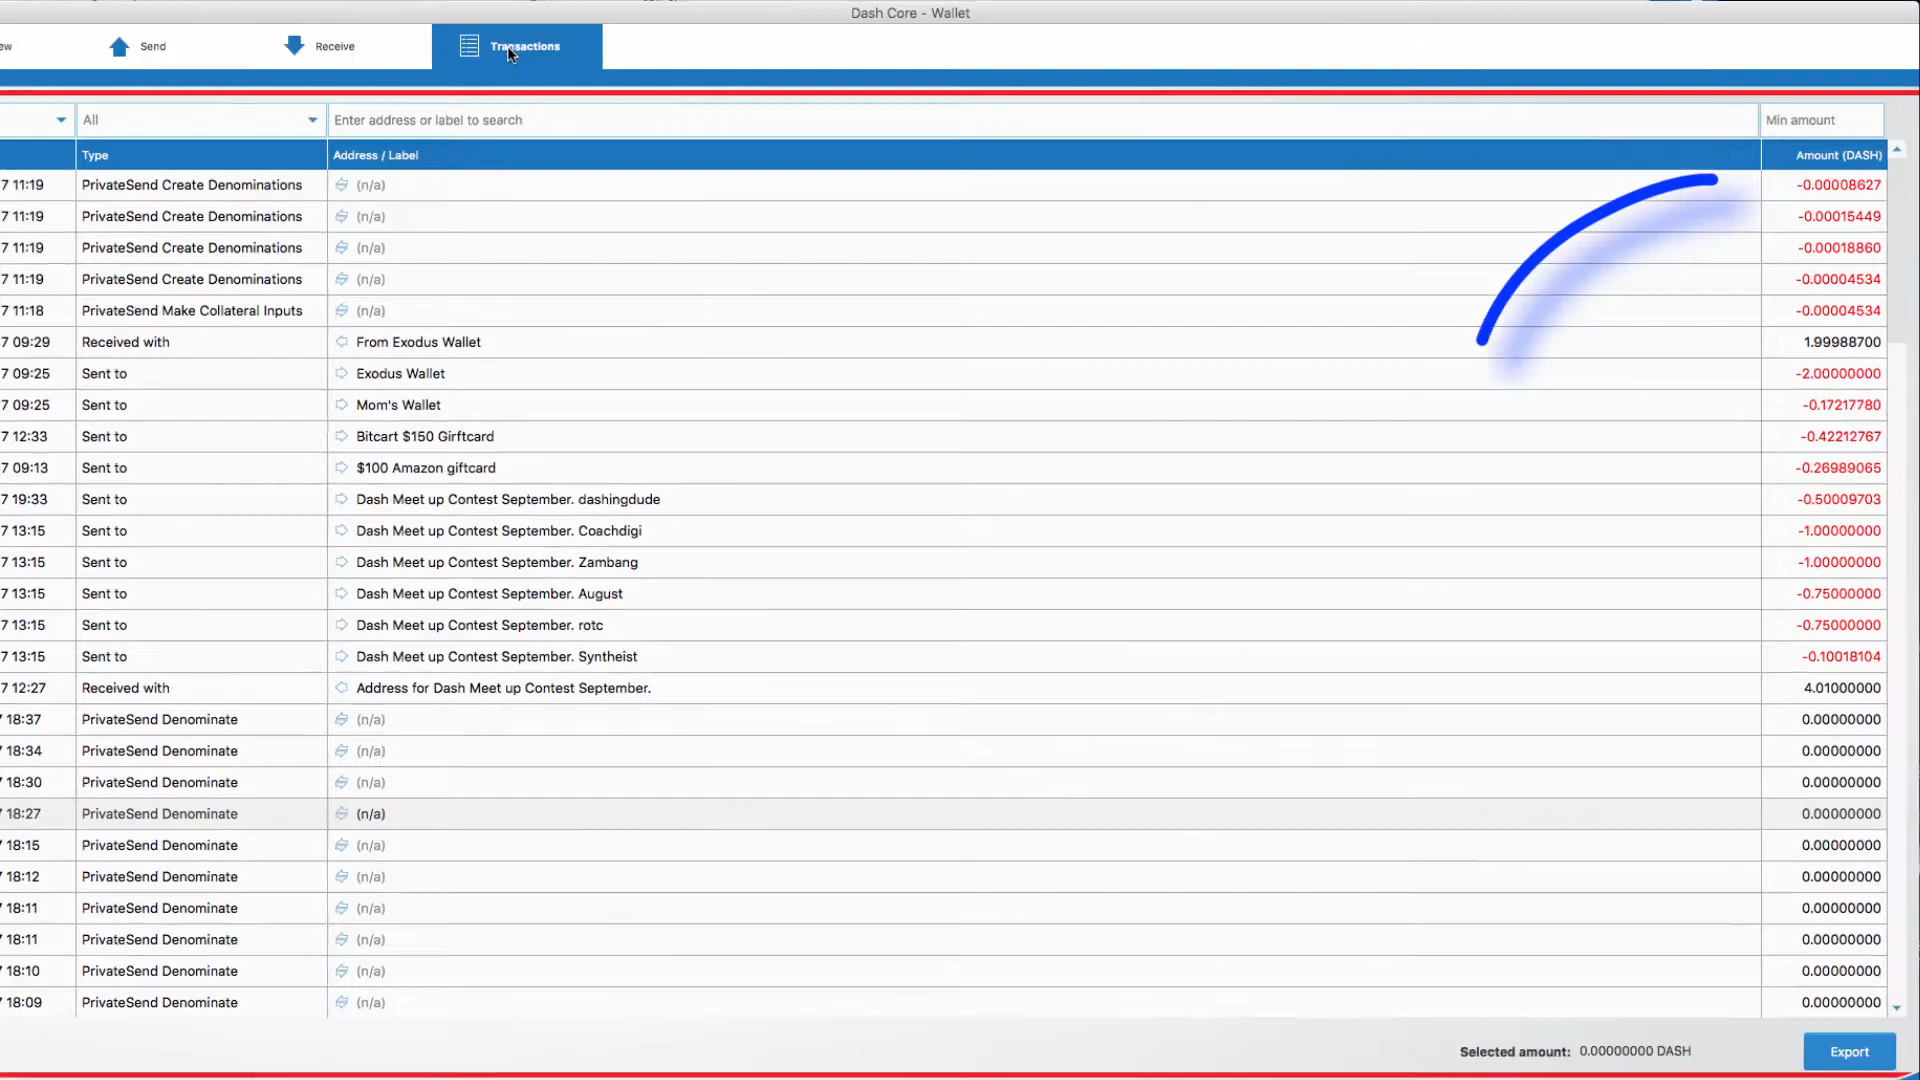 Dash Core - Wallet
ew Send Receive Transactions
All Enter address or label to search Min amount
Type Address / Label Amount (DASH)
7 11:19 PrivateSend Create Denominations (n/a) -0.00008627
7 11:19 PrivateSend Create Denominations (n/a) -0.00015449
7 11:19 PrivateSend Create Denominations (n/a) -0.00018860
7 11:19 PrivateSend Create Denominations (n/a) -0.00004534
7 11:18 PrivateSend Make Collateral Inputs (n/a) -0.00004534
7 09:29 Received with From Exodus Wallet 1.99988700
7 09:25 Sent to Exodus Wallet -2.00000000
7 09:25 Sent to Mom's Wallet -0.17217780
7 12:33 Sent to Bitcart $150 Girftcard -0.42212767
7 09:13 Sent to $100 Amazon giftcard -0.26989065
7 19:33 Sent to Dash Meet up Contest September. dashingdude -0.50009703
7 13:15 Sent to Dash Meet up Contest September. Coachdigi -1.00000000
7 13:15 Sent to Dash Meet up Contest September. Zambang -1.00000000
7 13:15 Sent to Dash Meet up Contest September. August -0.75000000
7 13:15 Sent to Dash Meet up Contest September. rotc -0.75000000
7 13:15 Sent to Dash Meet up Contest September. Syntheist -0.10018104
7 12:27 Received with Address for Dash Meet up Contest September. 4.01000000
7 18:37 PrivateSend Denominate (n/a) 0.00000000
7 18:34 PrivateSend Denominate (n/a) 0.00000000
7 18:30 PrivateSend Denominate (n/a) 0.00000000
7 18:27 PrivateSend Denominate (n/a) 0.00000000
7 18:15 PrivateSend Denominate (n/a) 0.00000000
7 18:12 PrivateSend Denominate (n/a) 0.00000000
7 18:11 PrivateSend Denominate (n/a) 0.00000000
7 18:11 PrivateSend Denominate (n/a) 0.00000000
7 18:10 PrivateSend Denominate (n/a) 0.00000000
7 18:09 PrivateSend Denominate (n/a) 0.00000000
Selected amount: 0.00000000 DASH Export